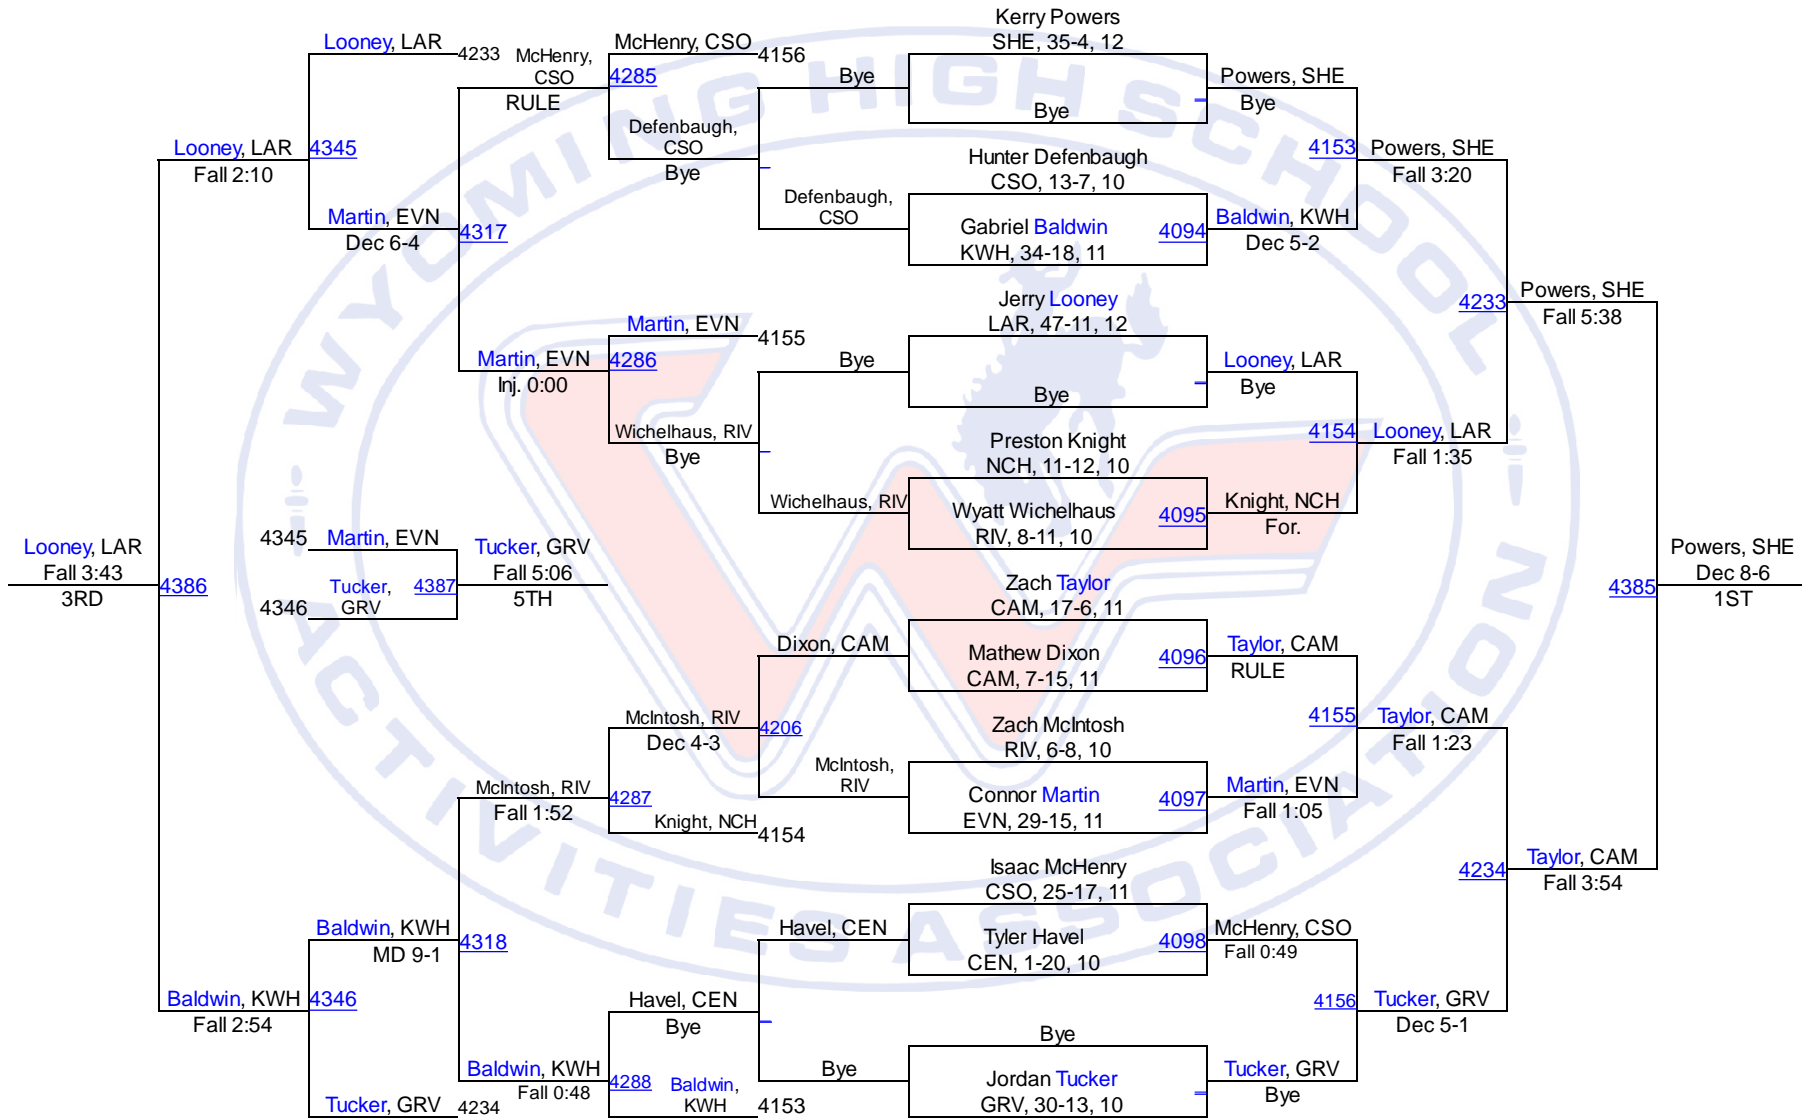 Kerry Powers
SHE, 35-4, 12
Bye
Hunter Defenbaugh
CSO, 13-7, 10
Gabriel Baldwin
KWH, 34-18, 11
4094
Jerry Looney
LAR, 47-11, 12
Bye
Preston Knight
NCH, 11-12, 10
Wyatt Wichelhaus
RIV, 8-11, 10
4095
Zach Taylor
CAM, 17-6, 11
Mathew Dixon
CAM, 7-15, 11
4096
Zach McIntosh
RIV, 6-8, 10
Connor Martin
EVN, 29-15, 11
4097
Isaac McHenry
CSO, 25-17, 11
Tyler Havel
CEN, 1-20, 10
4098
Bye
Jordan Tucker
GRV, 30-13, 10
Powers, SHE
Bye
4153
Baldwin, KWH
Dec 5-2
Looney, LAR
Bye
4154
Knight, NCH
For.
Taylor, CAM
RULE
4155
Martin, EVN
Fall 1:05
McHenry, CSO
Fall 0:49
4156
Tucker, GRV
Bye
Powers, SHE
Fall 3:20
4233
Looney, LAR
Fall 1:35
Taylor, CAM
Fall 1:23
4234
Tucker, GRV
Dec 5-1
Powers, SHE
Fall 5:38
4385
Taylor, CAM
Fall 3:54
Powers, SHE
Dec 8-6
1ST
Bye
Defenbaugh,
CSO
Bye
Wichelhaus, RIV
Dixon, CAM
4206
McIntosh,
RIV
Havel, CEN
Bye
McHenry, CSO
4156
4285
Defenbaugh,
CSO
Bye
Martin, EVN
4155
4286
Wichelhaus, RIV
Bye
McIntosh, RIV
Dec 4-3
4287
Knight, NCH
4154
Havel, CEN
Bye
4288
Baldwin,
KWH
4153
McHenry,
CSO
RULE
4317
Martin, EVN
Inj. 0:00
McIntosh, RIV
Fall 1:52
4318
Baldwin, KWH
Fall 0:48
Looney, LAR
4233
4345
Martin, EVN
Dec 6-4
4345
Martin, EVN
Tucker,
GRV
4346
4387
Tucker, GRV
Fall 5:06
5TH
Baldwin, KWH
MD 9-1
4346
Tucker, GRV
4234
Looney, LAR
Fall 2:10
4386
Baldwin, KWH
Fall 2:54
Looney, LAR
Fall 3:43
3RD
WYOMING HIGH SCHOOL
ACTIVITIES ASSOCIATION